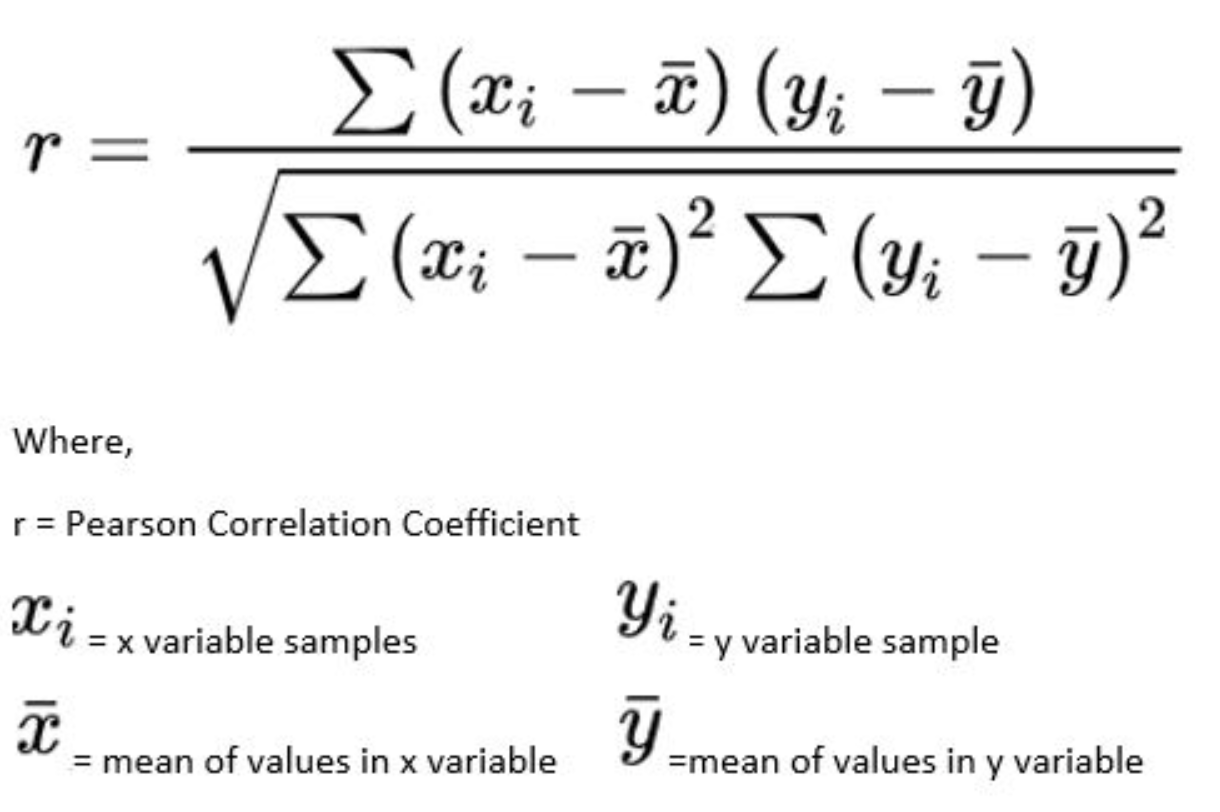 r = ∑ (xᵢ − x̄) (yᵢ − ȳ) / √ ∑ (xᵢ − x̄)² ∑ (yᵢ − ȳ)²
Where,
r = Pearson Correlation Coefficient
xᵢ = x variable samples yᵢ = y variable sample
x̄ = mean of values in x variable ȳ =mean of values in y variable